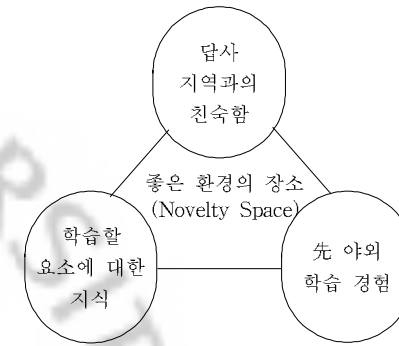 답사
지역과의
친숙함
좋은 환경의 장소
(Novelty Space)
학습할
요소에 대한
지식
先 야외
학습 경험